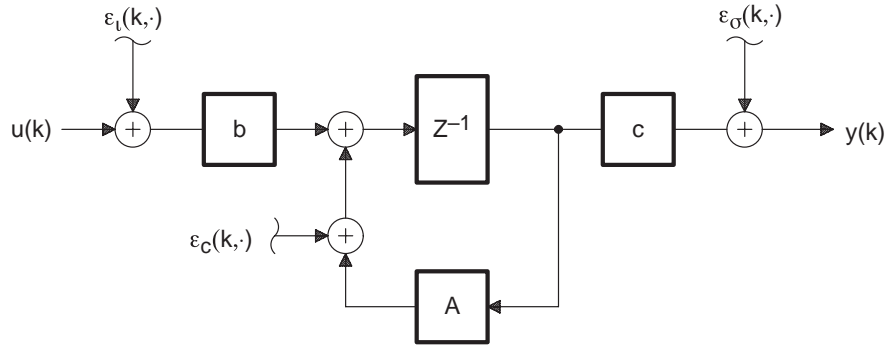 ει(k,·) εσ(k,·)
u(k) + b + Z⁻¹ c + y(k)
εc(k,·) +
A